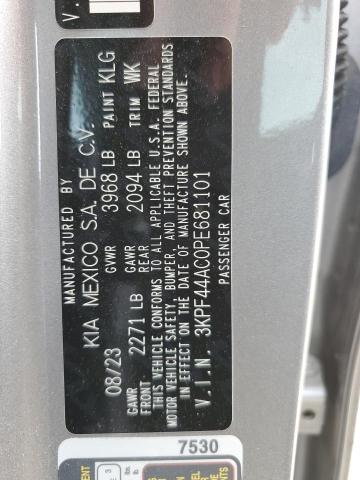 MANUFACTURED BY
KIA MEXICO S.A. DE C.V.
08/23 GVWR 3968 LB PAINT KLG
GAWR FRONT 2271 LB GAWR REAR 2094 LB TRIM WK
THIS VEHICLE CONFORMS TO ALL APPLICABLE U.S.A. FEDERAL
MOTOR VEHICLE SAFETY, BUMPER, AND THEFT PREVENTION STANDARDS
IN EFFECT ON THE DATE OF MANUFACTURE SHOWN ABOVE.
V.I.N. 3KPF44AC0PE681101
PASSENGER CAR
7530